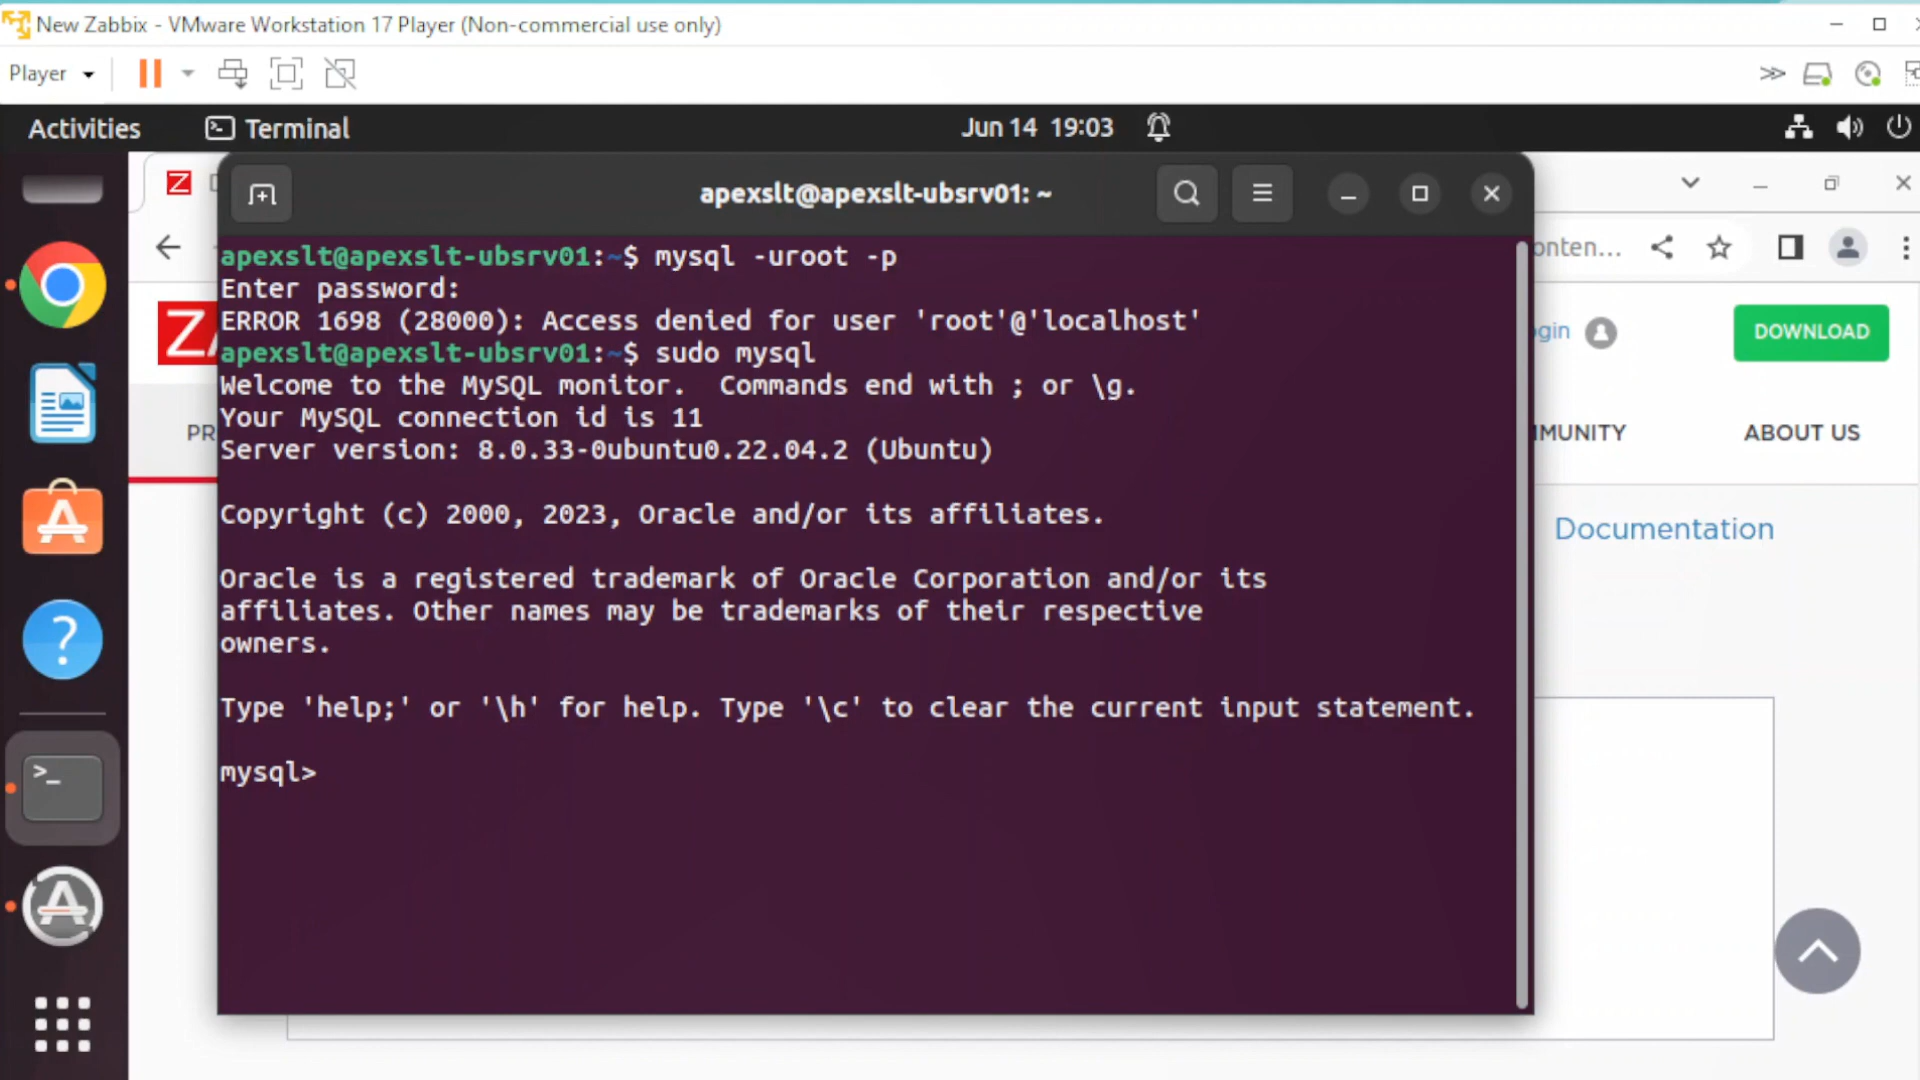 New Zabbix - VMware Workstation 17 Player (Non-commercial use only)
Player
Activities
Terminal
Jun 14 19:03
apexslt@apexslt-ubsrv01: ~
apexslt@apexslt-ubsrv01:~$ mysql -uroot -p
Enter password:
ERROR 1698 (28000): Access denied for user 'root'@'localhost'
apexslt@apexslt-ubsrv01:~$ sudo mysql
Welcome to the MySQL monitor.  Commands end with ; or \g.
Your MySQL connection id is 11
Server version: 8.0.33-0ubuntu0.22.04.2 (Ubuntu)
Copyright (c) 2000, 2023, Oracle and/or its affiliates.
Oracle is a registered trademark of Oracle Corporation and/or its
affiliates. Other names may be trademarks of their respective
owners.
Type 'help;' or '\h' for help. Type '\c' to clear the current input statement.
mysql>
onten...
ZA
gin
DOWNLOAD
PR
MUNITY
ABOUT US
Documentation